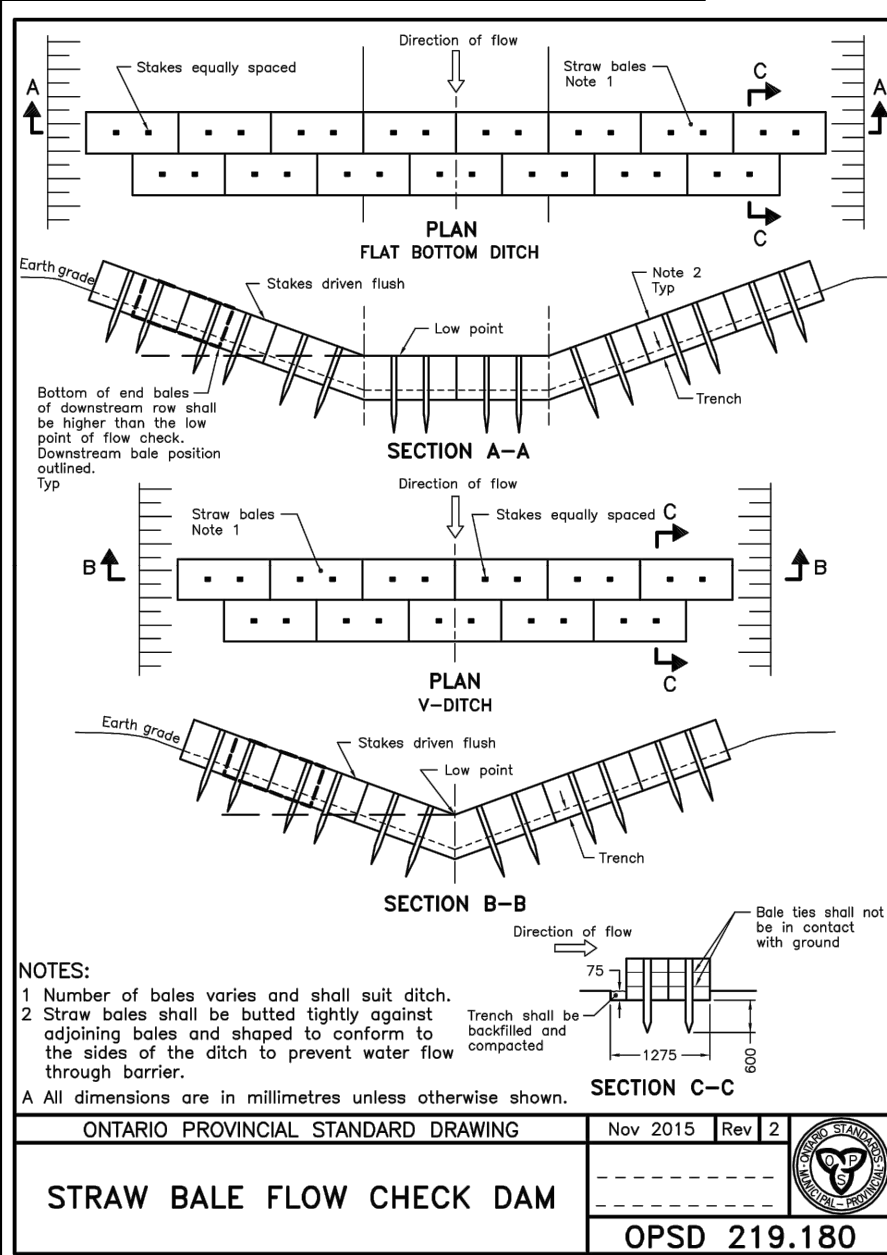 Direction of flow
Stakes equally spaced
Straw bales
Note 1
C
A
A
C
PLAN
FLAT BOTTOM DITCH
Earth grade
Stakes driven flush
Note 2
Typ
Low point
Trench
Bottom of end bales
of downstream row shall
be higher than the low
point of flow check.
Downstream bale position
outlined.
Typ
SECTION A-A
Direction of flow
Straw bales
Note 1
Stakes equally spaced
C
B
B
C
PLAN
V-DITCH
Earth grade
Stakes driven flush
Low point
Trench
SECTION B-B
Direction of flow
Bale ties shall not
be in contact
with ground
75
Trench shall be
backfilled and
compacted
1275
600
SECTION C-C
NOTES:
1 Number of bales varies and shall suit ditch.
2 Straw bales shall be butted tightly against
adjoining bales and shaped to conform to
the sides of the ditch to prevent water flow
through barrier.
A All dimensions are in millimetres unless otherwise shown.
ONTARIO PROVINCIAL STANDARD DRAWING
Nov 2015 Rev 2
STRAW BALE FLOW CHECK DAM
ONTARIO STANDARDS
MUNICIPAL - PROVINCIAL
O P S
OPSD 219.180